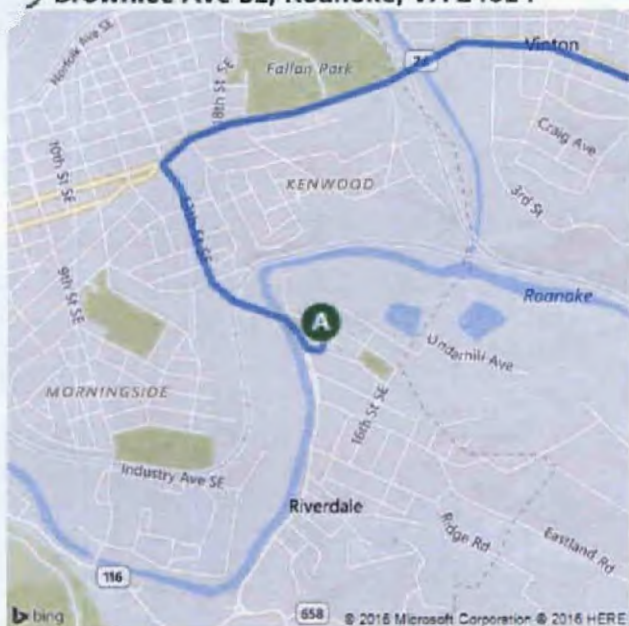 Brownlee Ave SE, Roanoke, VA 24014
Norfolk Ave SE
18th St SE
Fallon Park
24
Vinton
10th St SE
Craig Ave
KENWOOD
3rd St
13th St SE
9th St SE
Roanoke
A
Underhill Ave
MORNINGSIDE
16th St SE
Industry Ave SE
Riverdale
Ridge Rd
Eastland Rd
116
bing
658
© 2016 Microsoft Corporation © 2016 HERE